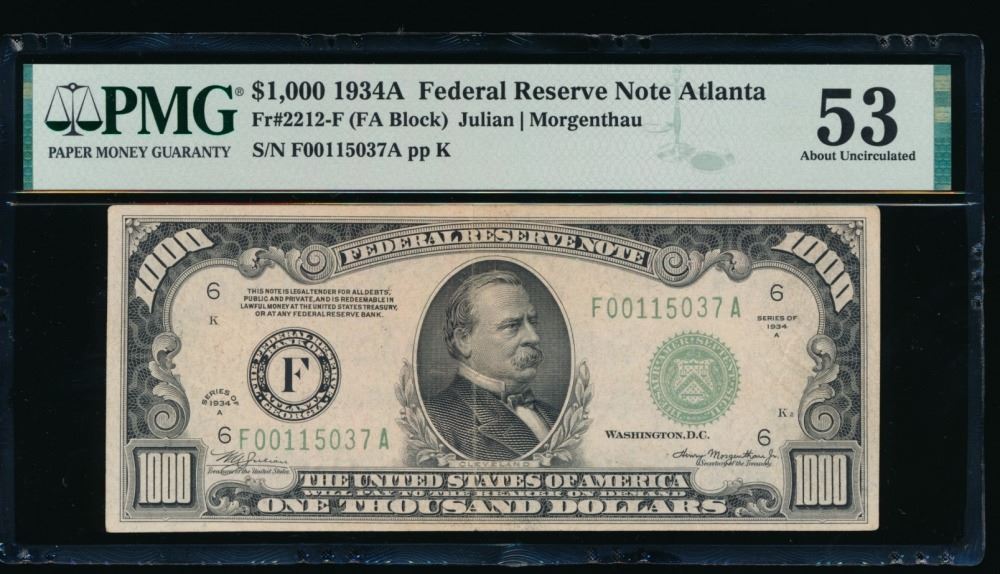 PMG®
PAPER MONEY GUARANTY
$1,000 1934A Federal Reserve Note Atlanta
Fr#2212-F (FA Block) Julian | Morgenthau
S/N F00115037A pp K
53
About Uncirculated
1000
FEDERAL RESERVE NOTE
1000
6
K
THIS NOTE IS LEGAL TENDER FOR ALL DEBTS,
PUBLIC AND PRIVATE, AND IS REDEEMABLE IN
LAWFUL MONEY AT THE UNITED STATES TREASURY,
OR AT ANY FEDERAL RESERVE BANK.
F00115037A
6
SERIES OF
1934
A
F
SERIES OF
1934
A
6
F00115037A
WASHINGTON, D.C.
K
6
Treasurer of the United States.
CLEVELAND
Henry Morgenthau Jr.
Secretary of the Treasury.
1000
THE UNITED STATES OF AMERICA
WILL PAY TO THE BEARER ON DEMAND
ONE THOUSAND DOLLARS
1000